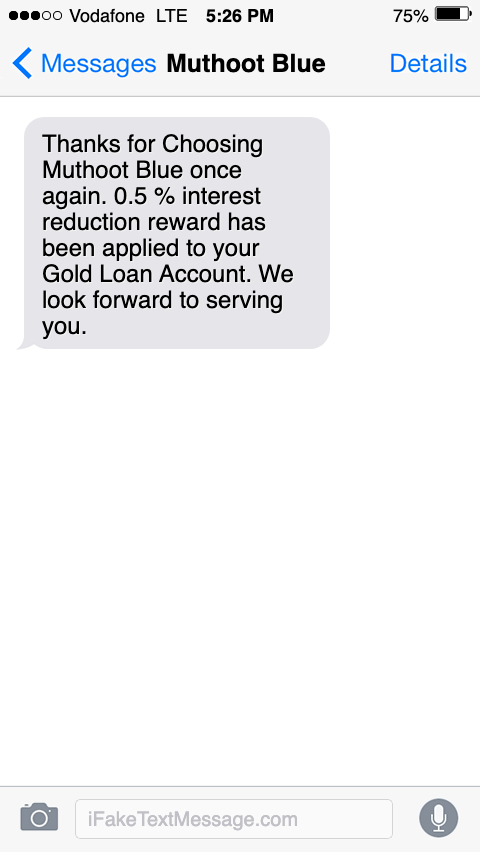 Vodafone LTE 5:26 PM 75%
Messages Muthoot Blue Details
Thanks for Choosing
Muthoot Blue once
again. 0.5 % interest
reduction reward has
been applied to your
Gold Loan Account. We
look forward to serving
you.
iFakeTextMessage.com